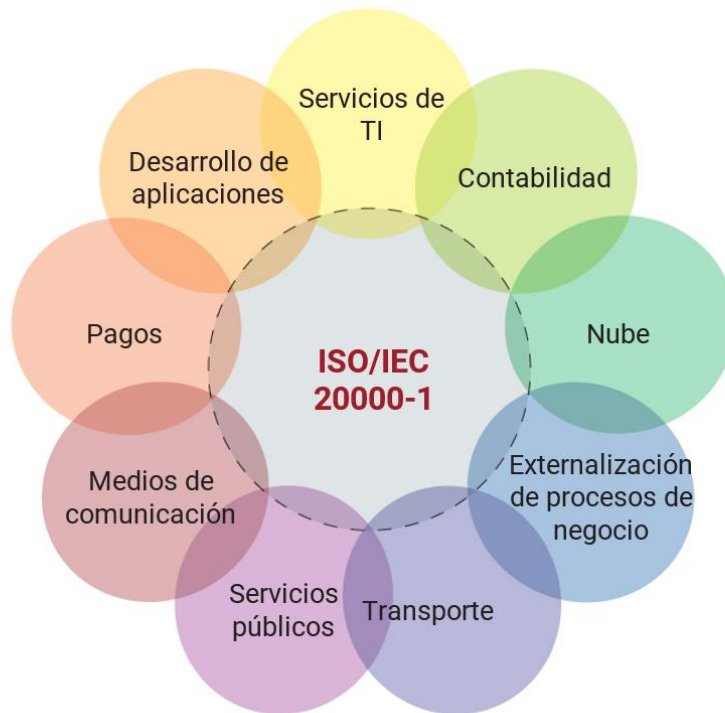 Servicios de
TI
Contabilidad
Nube
Externalización
de procesos de
negocio
Transporte
Servicios
públicos
Medios de
comunicación
Pagos
Desarrollo de
aplicaciones
ISO/IEC
20000-1